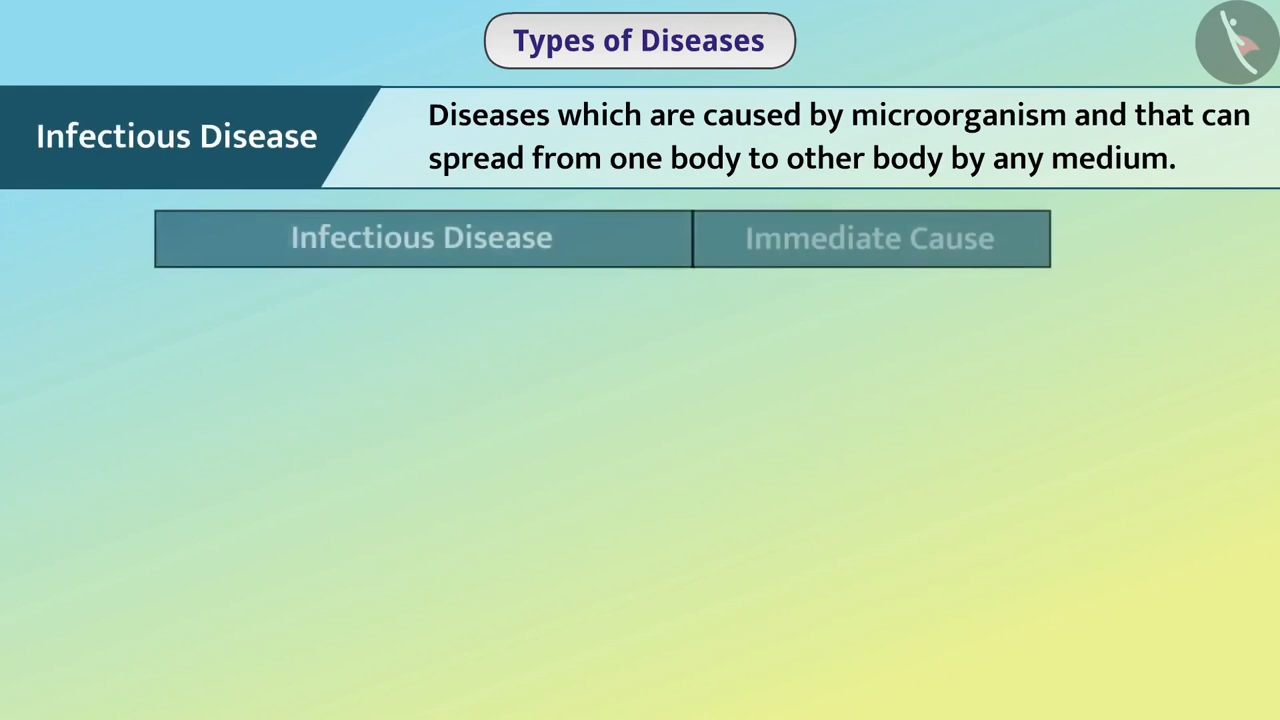 Types of Diseases
Infectious Disease
Diseases which are caused by microorganism and that can
spread from one body to other body by any medium.
Infectious Disease
Immediate Cause